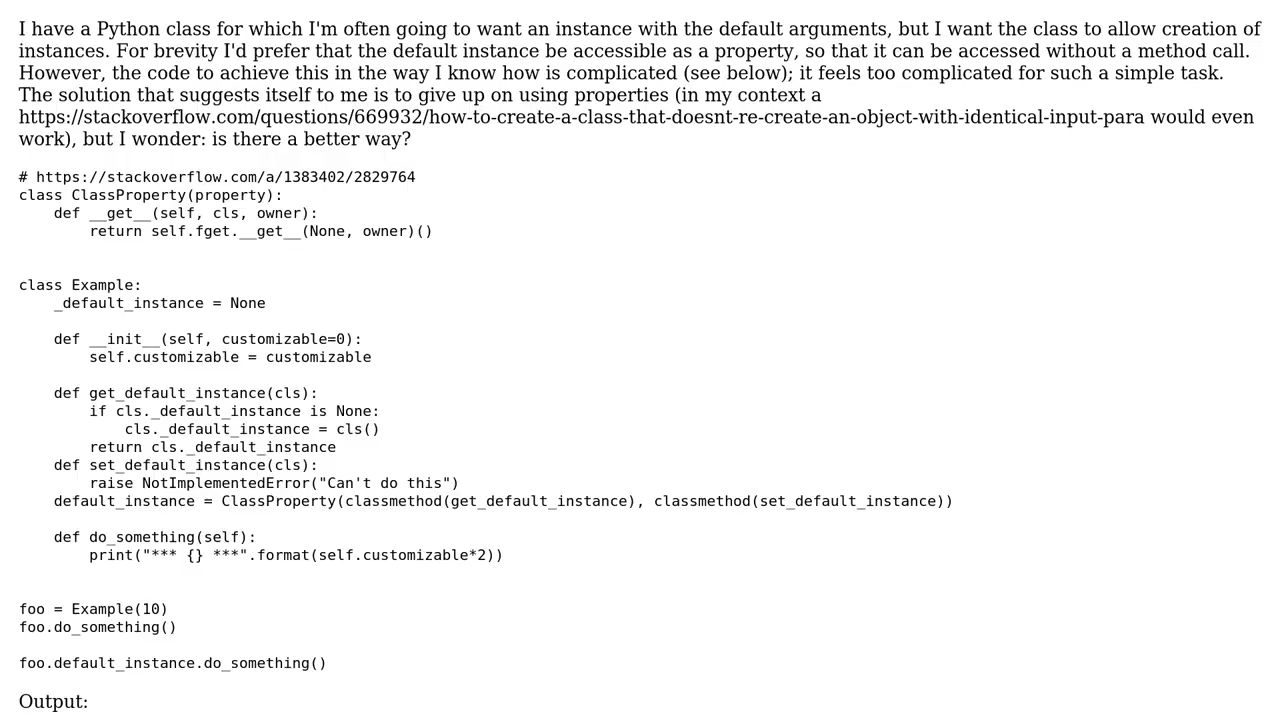 I have a Python class for which I'm often going to want an instance with the default arguments, but I want the class to allow creation of
instances. For brevity I'd prefer that the default instance be accessible as a property, so that it can be accessed without a method call.
However, the code to achieve this in the way I know how is complicated (see below); it feels too complicated for such a simple task.
The solution that suggests itself to me is to give up on using properties (in my context a
https://stackoverflow.com/questions/669932/how-to-create-a-class-that-doesnt-re-create-an-object-with-identical-input-para would even
work), but I wonder: is there a better way?
# https://stackoverflow.com/a/1383402/2829764
class ClassProperty(property):
    def __get__(self, cls, owner):
        return self.fget.__get__(None, owner)()
class Example:
    _default_instance = None
    def __init__(self, customizable=0):
        self.customizable = customizable
    def get_default_instance(cls):
        if cls._default_instance is None:
            cls._default_instance = cls()
        return cls._default_instance
    def set_default_instance(cls):
        raise NotImplementedError("Can't do this")
    default_instance = ClassProperty(classmethod(get_default_instance), classmethod(set_default_instance))
    def do_something(self):
        print("*** {} ***".format(self.customizable*2))
foo = Example(10)
foo.do_something()
foo.default_instance.do_something()
Output: